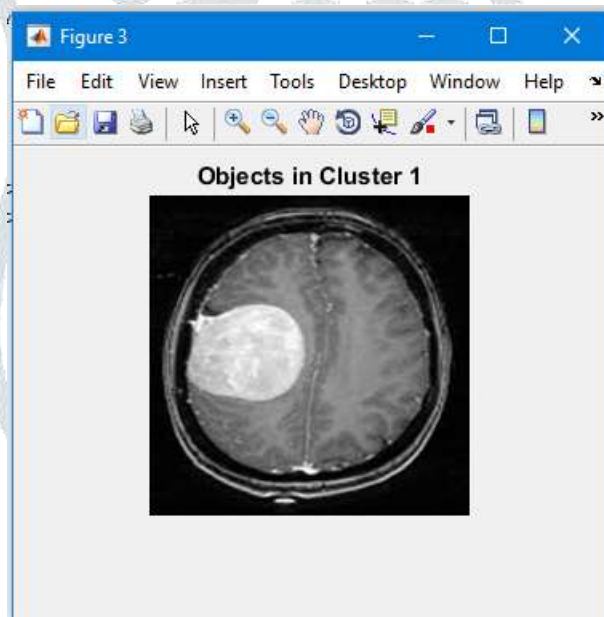 Figure 3
File Edit View Insert Tools Desktop Window Help
Objects in Cluster 1